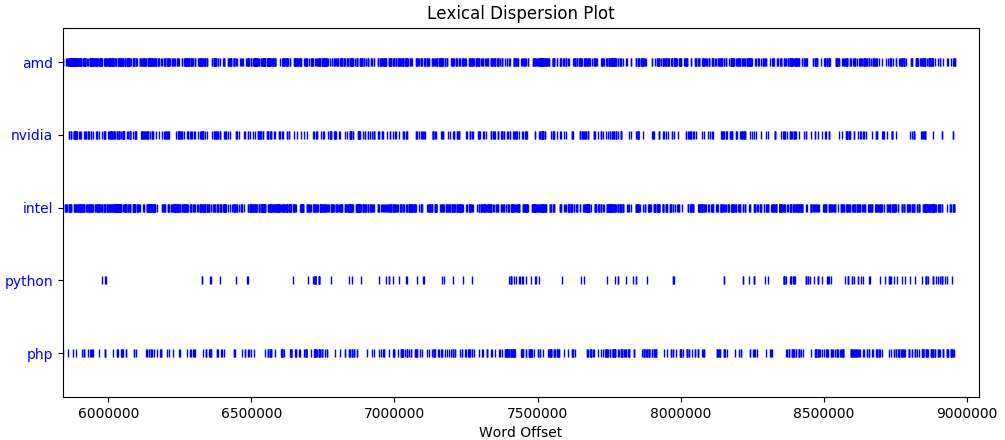 Lexical Dispersion Plot
amd
nvidia
intel
python
php
6000000 6500000 7000000 7500000 8000000 8500000 9000000
Word Offset